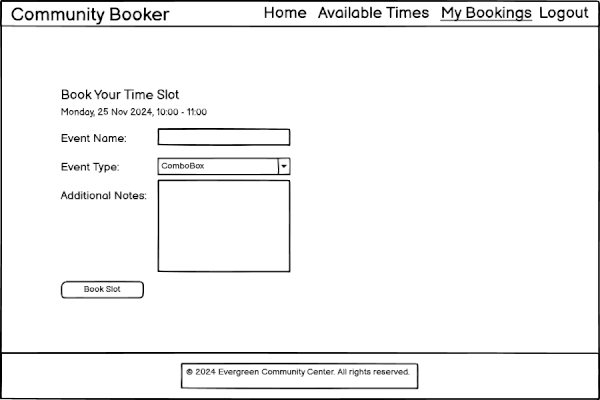 Community Booker
Home Available Times My Bookings Logout
Book Your Time Slot
Monday, 25 Nov 2024, 10:00 - 11:00
Event Name:
Event Type: ComboBox
Additional Notes:
Book Slot
© 2024 Evergreen Community Center. All rights reserved.